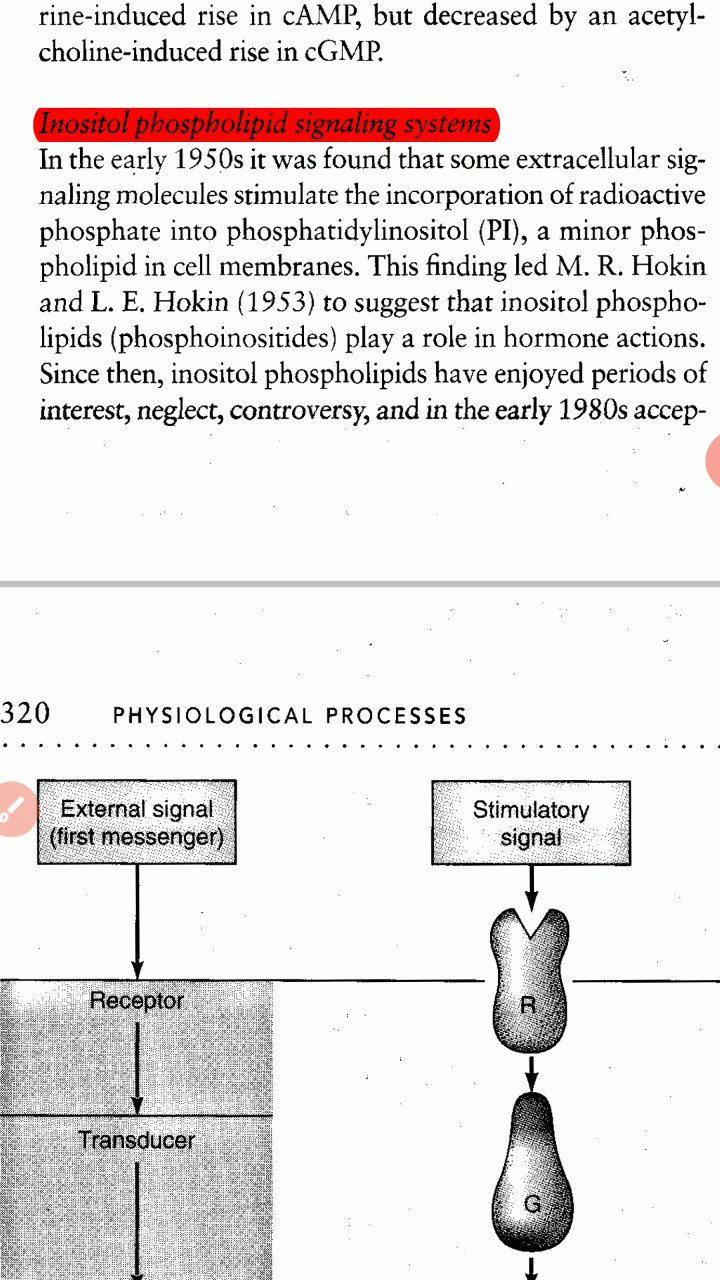 rine-induced rise in cAMP, but decreased by an acetyl-
choline-induced rise in cGMP.
Inositol phospholipid signaling systems
In the early 1950s it was found that some extracellular sig-
naling molecules stimulate the incorporation of radioactive
phosphate into phosphatidylinositol (PI), a minor phos-
pholipid in cell membranes. This finding led M. R. Hokin
and L. E. Hokin (1953) to suggest that inositol phospho-
lipids (phosphoinositides) play a role in hormone actions.
Since then, inositol phospholipids have enjoyed periods of
interest, neglect, controversy, and in the early 1980s accep-
320 PHYSIOLOGICAL PROCESSES
External signal
(first messenger)
Stimulatory
signal
Receptor
R
Transducer
G